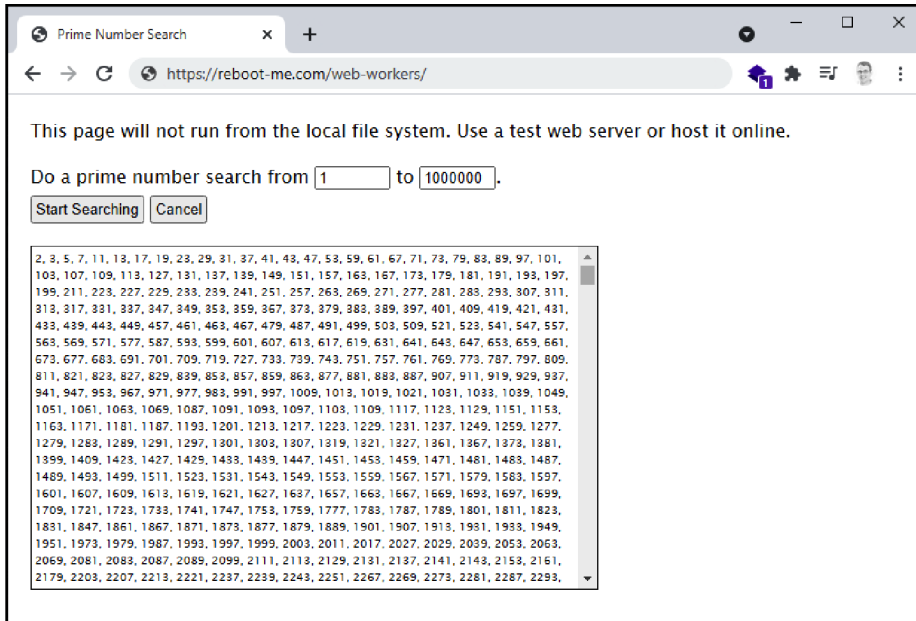 Prime Number Search
https://reboot-me.com/web-workers/
1
This page will not run from the local file system. Use a test web server or host it online.
Do a prime number search from 1 to 1000000.
Start Searching Cancel
2, 3, 5, 7, 11, 13, 17, 19, 23, 29, 31, 37, 41, 43, 47, 53, 59, 61, 67, 71, 73, 79, 83, 89, 97, 101,
103, 107, 109, 113, 127, 131, 137, 139, 149, 151, 157, 163, 167, 173, 179, 181, 191, 193, 197,
199, 211, 223, 227, 229, 233, 239, 241, 251, 257, 263, 269, 271, 277, 281, 283, 293, 307, 311,
313, 317, 331, 337, 347, 349, 353, 359, 367, 373, 379, 383, 389, 397, 401, 409, 419, 421, 431,
433, 439, 443, 449, 457, 461, 463, 467, 479, 487, 491, 499, 503, 509, 521, 523, 541, 547, 557,
563, 569, 571, 577, 587, 593, 599, 601, 607, 613, 617, 619, 631, 641, 643, 647, 653, 659, 661,
673, 677, 683, 691, 701, 709, 719, 727, 733, 739, 743, 751, 757, 761, 769, 773, 787, 797, 809,
811, 821, 823, 827, 829, 839, 853, 857, 859, 863, 877, 881, 883, 887, 907, 911, 919, 929, 937,
941, 947, 953, 967, 971, 977, 983, 991, 997, 1009, 1013, 1019, 1021, 1031, 1033, 1039, 1049,
1051, 1061, 1063, 1069, 1087, 1091, 1093, 1097, 1103, 1109, 1117, 1123, 1129, 1151, 1153,
1163, 1171, 1181, 1187, 1193, 1201, 1213, 1217, 1223, 1229, 1231, 1237, 1249, 1259, 1277,
1279, 1283, 1289, 1291, 1297, 1301, 1303, 1307, 1319, 1321, 1327, 1361, 1367, 1373, 1381,
1399, 1409, 1423, 1427, 1429, 1433, 1439, 1447, 1451, 1453, 1459, 1471, 1481, 1483, 1487,
1489, 1493, 1499, 1511, 1523, 1531, 1543, 1549, 1553, 1559, 1567, 1571, 1579, 1583, 1597,
1601, 1607, 1609, 1613, 1619, 1621, 1627, 1637, 1657, 1663, 1667, 1669, 1693, 1697, 1699,
1709, 1721, 1723, 1733, 1741, 1747, 1753, 1759, 1777, 1783, 1787, 1789, 1801, 1811, 1823,
1831, 1847, 1861, 1867, 1871, 1873, 1877, 1879, 1889, 1901, 1907, 1913, 1931, 1933, 1949,
1951, 1973, 1979, 1987, 1993, 1997, 1999, 2003, 2011, 2017, 2027, 2029, 2039, 2053, 2063,
2069, 2081, 2083, 2087, 2089, 2099, 2111, 2113, 2129, 2131, 2137, 2141, 2143, 2153, 2161,
2179, 2203, 2207, 2213, 2221, 2237, 2239, 2243, 2251, 2267, 2269, 2273, 2281, 2287, 2293,